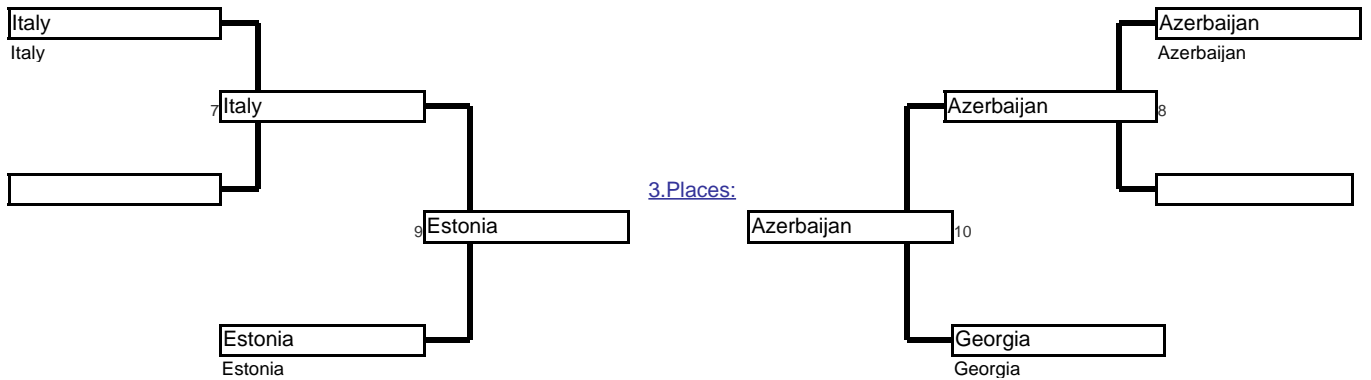 Italy
Italy
Azerbaijan
Azerbaijan
7
Italy
Azerbaijan
8
3.Places:
9
Estonia
Azerbaijan
10
Estonia
Estonia
Georgia
Georgia